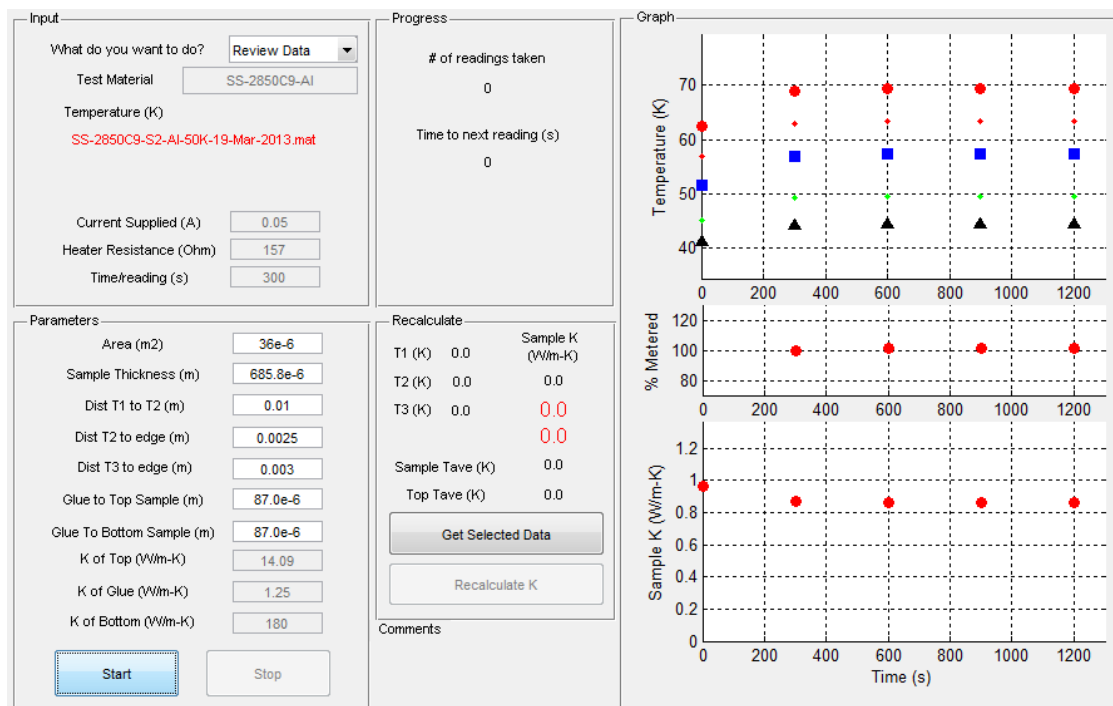 Input
What do you want to do? Review Data
Test Material SS-2850C9-Al
Temperature (K)
SS-2850C9-S2-Al-50K-19-Mar-2013.mat
Current Supplied (A) 0.05
Heater Resistance (Ohm) 157
Time/reading (s) 300
Progress
# of readings taken
0
Time to next reading (s)
0
Parameters
Area (m2) 36e-6
Sample Thickness (m) 685.8e-6
Dist T1 to T2 (m) 0.01
Dist T2 to edge (m) 0.0025
Dist T3 to edge (m) 0.003
Glue to Top Sample (m) 87.0e-6
Glue To Bottom Sample (m) 87.0e-6
K of Top (W/m-K) 14.09
K of Glue (W/m-K) 1.25
K of Bottom (W/m-K) 180
Start Stop
Recalculate
Sample K
(W/m-K)
T1 (K) 0.0
T2 (K) 0.0 0.0
T3 (K) 0.0 0.0
0.0
Sample Tave (K) 0.0
Top Tave (K) 0.0
Get Selected Data
Recalculate K
Comments
Graph
Temperature (K)
70
60
50
40
0 200 400 600 800 1000 1200
% Metered
120
100
80
0 200 400 600 800 1000 1200
Sample K (W/m-K)
1.2
1
0.8
0.6
0.4
0.2
0
0 200 400 600 800 1000 1200
Time (s)